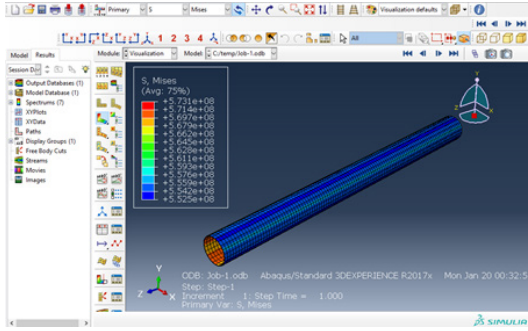 Primary
S
Mises
Visualization defaults
1 2 3 4
All
Model Results
Module: Visualization Model: C:/temp/Job-1.odb
Session Da
Output Databases (1)
Model Database (1)
Spectrums (7)
XYPlots
XYData
Paths
Display Groups (1)
Free Body Cuts
Streams
Movies
Images
S, Mises
(Avg: 75%)
+5.731e+08
+5.714e+08
+5.697e+08
+5.679e+08
+5.662e+08
+5.645e+08
+5.628e+08
+5.611e+08
+5.593e+08
+5.576e+08
+5.559e+08
+5.542e+08
+5.525e+08
Y
Z
X
Y
Z
X
ODB: Job-1.odb Abaqus/Standard 3DEXPERIENCE R2017x Mon Jan 20 00:32:5
Step: Step-1
Increment 1: Step Time = 1.000
Primary Var: S, Mises
SIMULIA